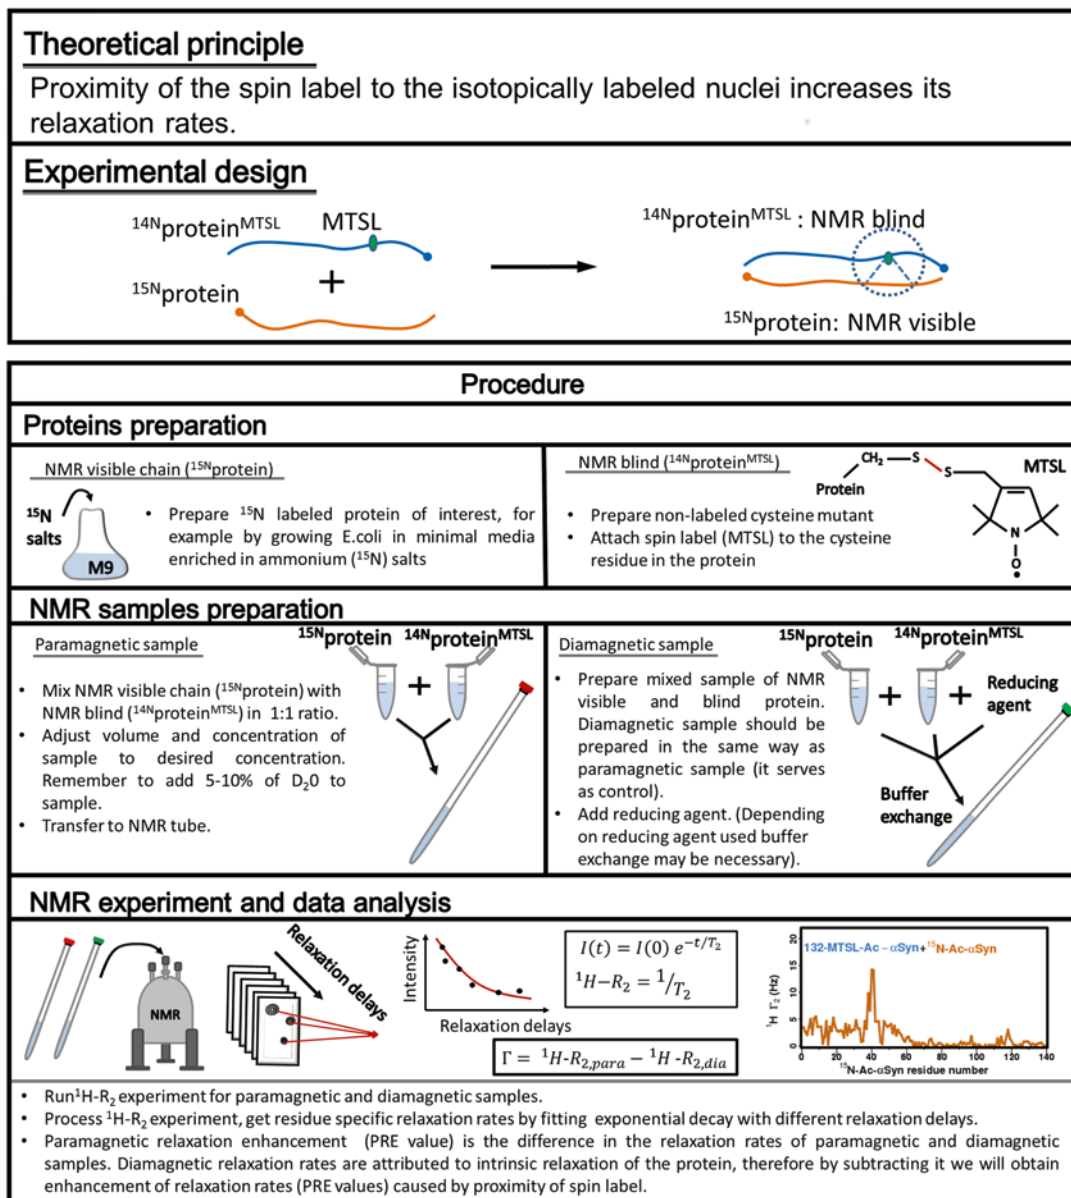 Theoretical principle
Proximity of the spin label to the isotopically labeled nuclei increases its
relaxation rates.
Experimental design
14NproteinMTSL
MTSL
+
15Nprotein
14NproteinMTSL : NMR blind
15Nprotein: NMR visible
Procedure
Proteins preparation
NMR visible chain (15Nprotein)
15N
salts
M9
• Prepare 15N labeled protein of interest, for
example by growing E.coli in minimal media
enriched in ammonium (15N) salts
NMR blind (14NproteinMTSL)
• Prepare non-labeled cysteine mutant
• Attach spin label (MTSL) to the cysteine
residue in the protein
CH2
S
S
MTSL
Protein
N
O
NMR samples preparation
Paramagnetic sample
15Nprotein
14NproteinMTSL
+
• Mix NMR visible chain (15Nprotein) with
NMR blind (14NproteinMTSL) in 1:1 ratio.
• Adjust volume and concentration of
sample to desired concentration.
Remember to add 5-10% of D20 to
sample.
• Transfer to NMR tube.
Diamagnetic sample
15Nprotein
14NproteinMTSL
+
+
Reducing
agent
• Prepare mixed sample of NMR
visible and blind protein.
Diamagnetic sample should be
prepared in the same way as
paramagnetic sample (it serves
as control).
• Add reducing agent. (Depending
on reducing agent used buffer
exchange may be necessary).
Buffer
exchange
NMR experiment and data analysis
NMR
Relaxation delays
Intensity
Relaxation delays
I(t) = I(0) e−t/T2
1H−R2 = 1/T2
Γ = 1H-R2,para − 1H -R2,dia
132-MTSL-Ac – αSyn+15N-Ac-αSyn
1H Γ2 (Hz)
20
15
10
5
0
0 20 40 60 80 100 120 140
15N-Ac-αSyn residue number
• Run1H-R2 experiment for paramagnetic and diamagnetic samples.
• Process 1H-R2 experiment, get residue specific relaxation rates by fitting exponential decay with different relaxation delays.
• Paramagnetic relaxation enhancement (PRE value) is the difference in the relaxation rates of paramagnetic and diamagnetic
samples. Diamagnetic relaxation rates are attributed to intrinsic relaxation of the protein, therefore by subtracting it we will obtain
enhancement of relaxation rates (PRE values) caused by proximity of spin label.